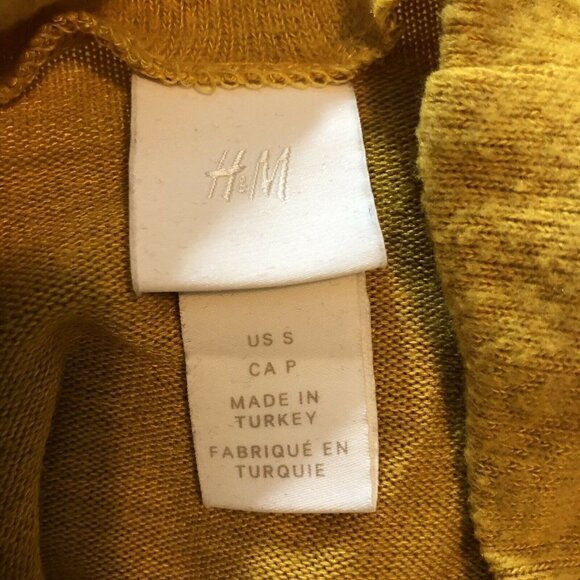 H&M
US S
CA P
MADE IN
TURKEY
FABRIQUÉ EN
TURQUIE